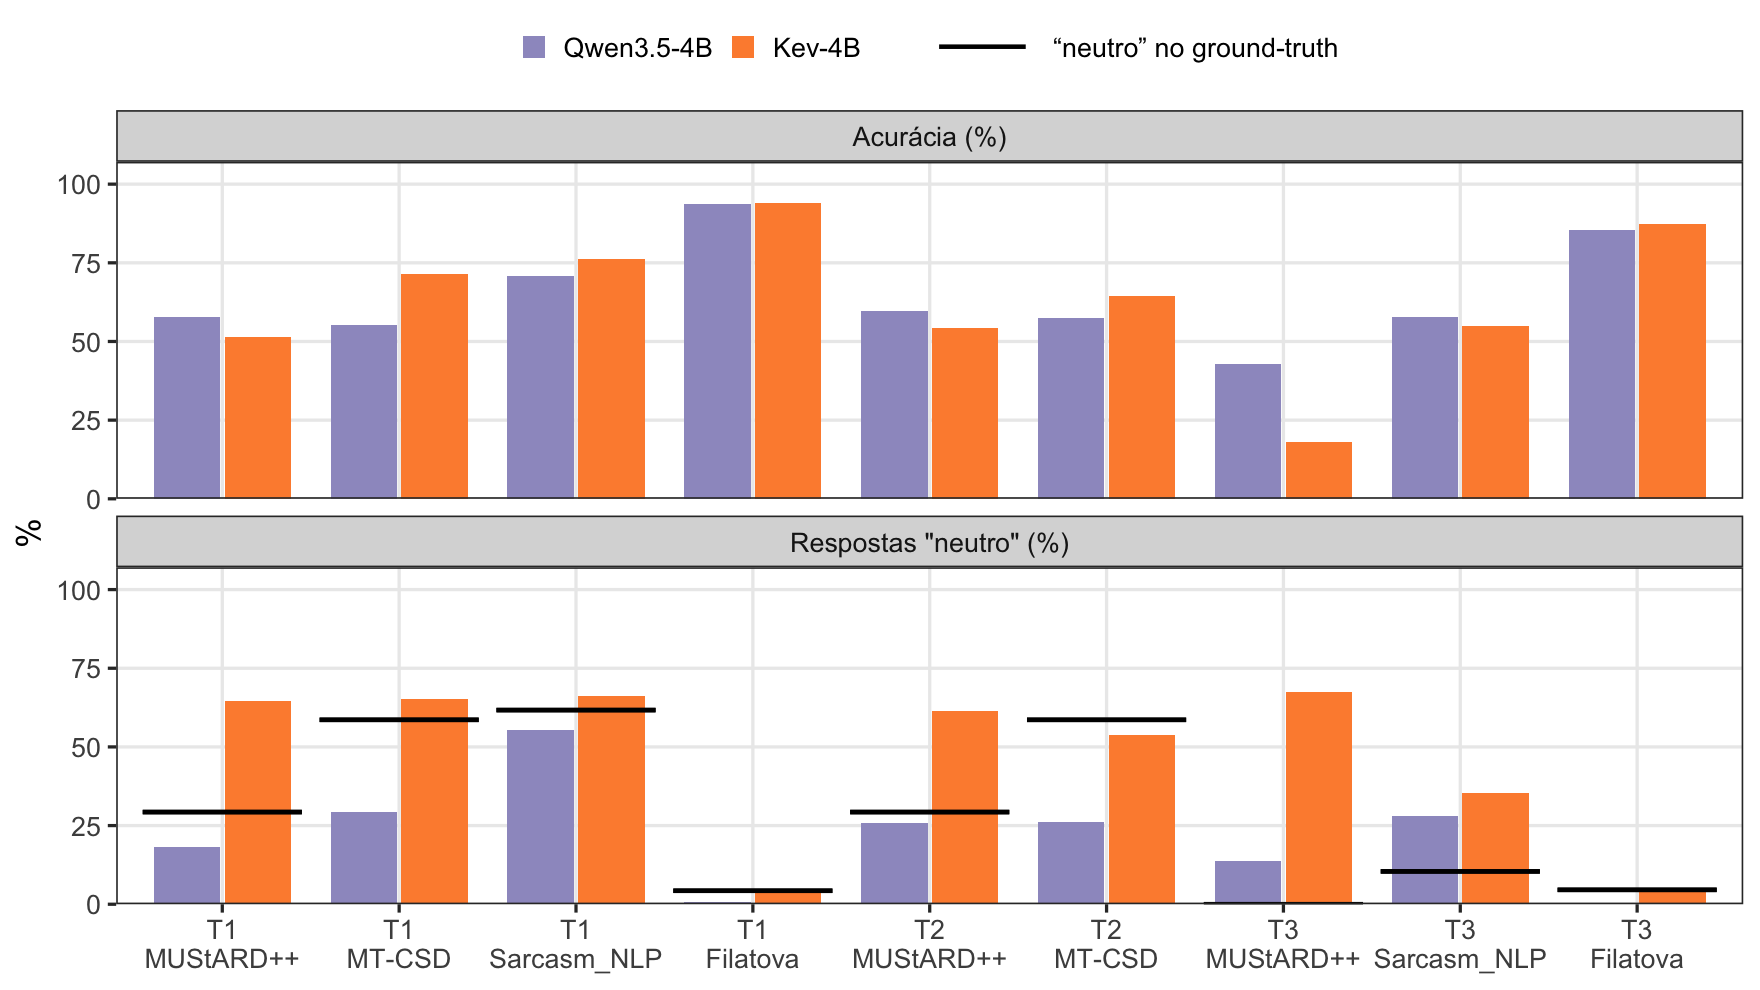 Qwen3.5-4B Kev-4B “neutro” no ground-truth
Acurácia (%)
100
75
50
25
0
%
Respostas "neutro" (%)
100
75
50
25
0
T1 T1 T1 T1 T2 T2 T3 T3 T3
MUStARD++ MT-CSD Sarcasm_NLP Filatova MUStARD++ MT-CSD MUStARD++ Sarcasm_NLP Filatova